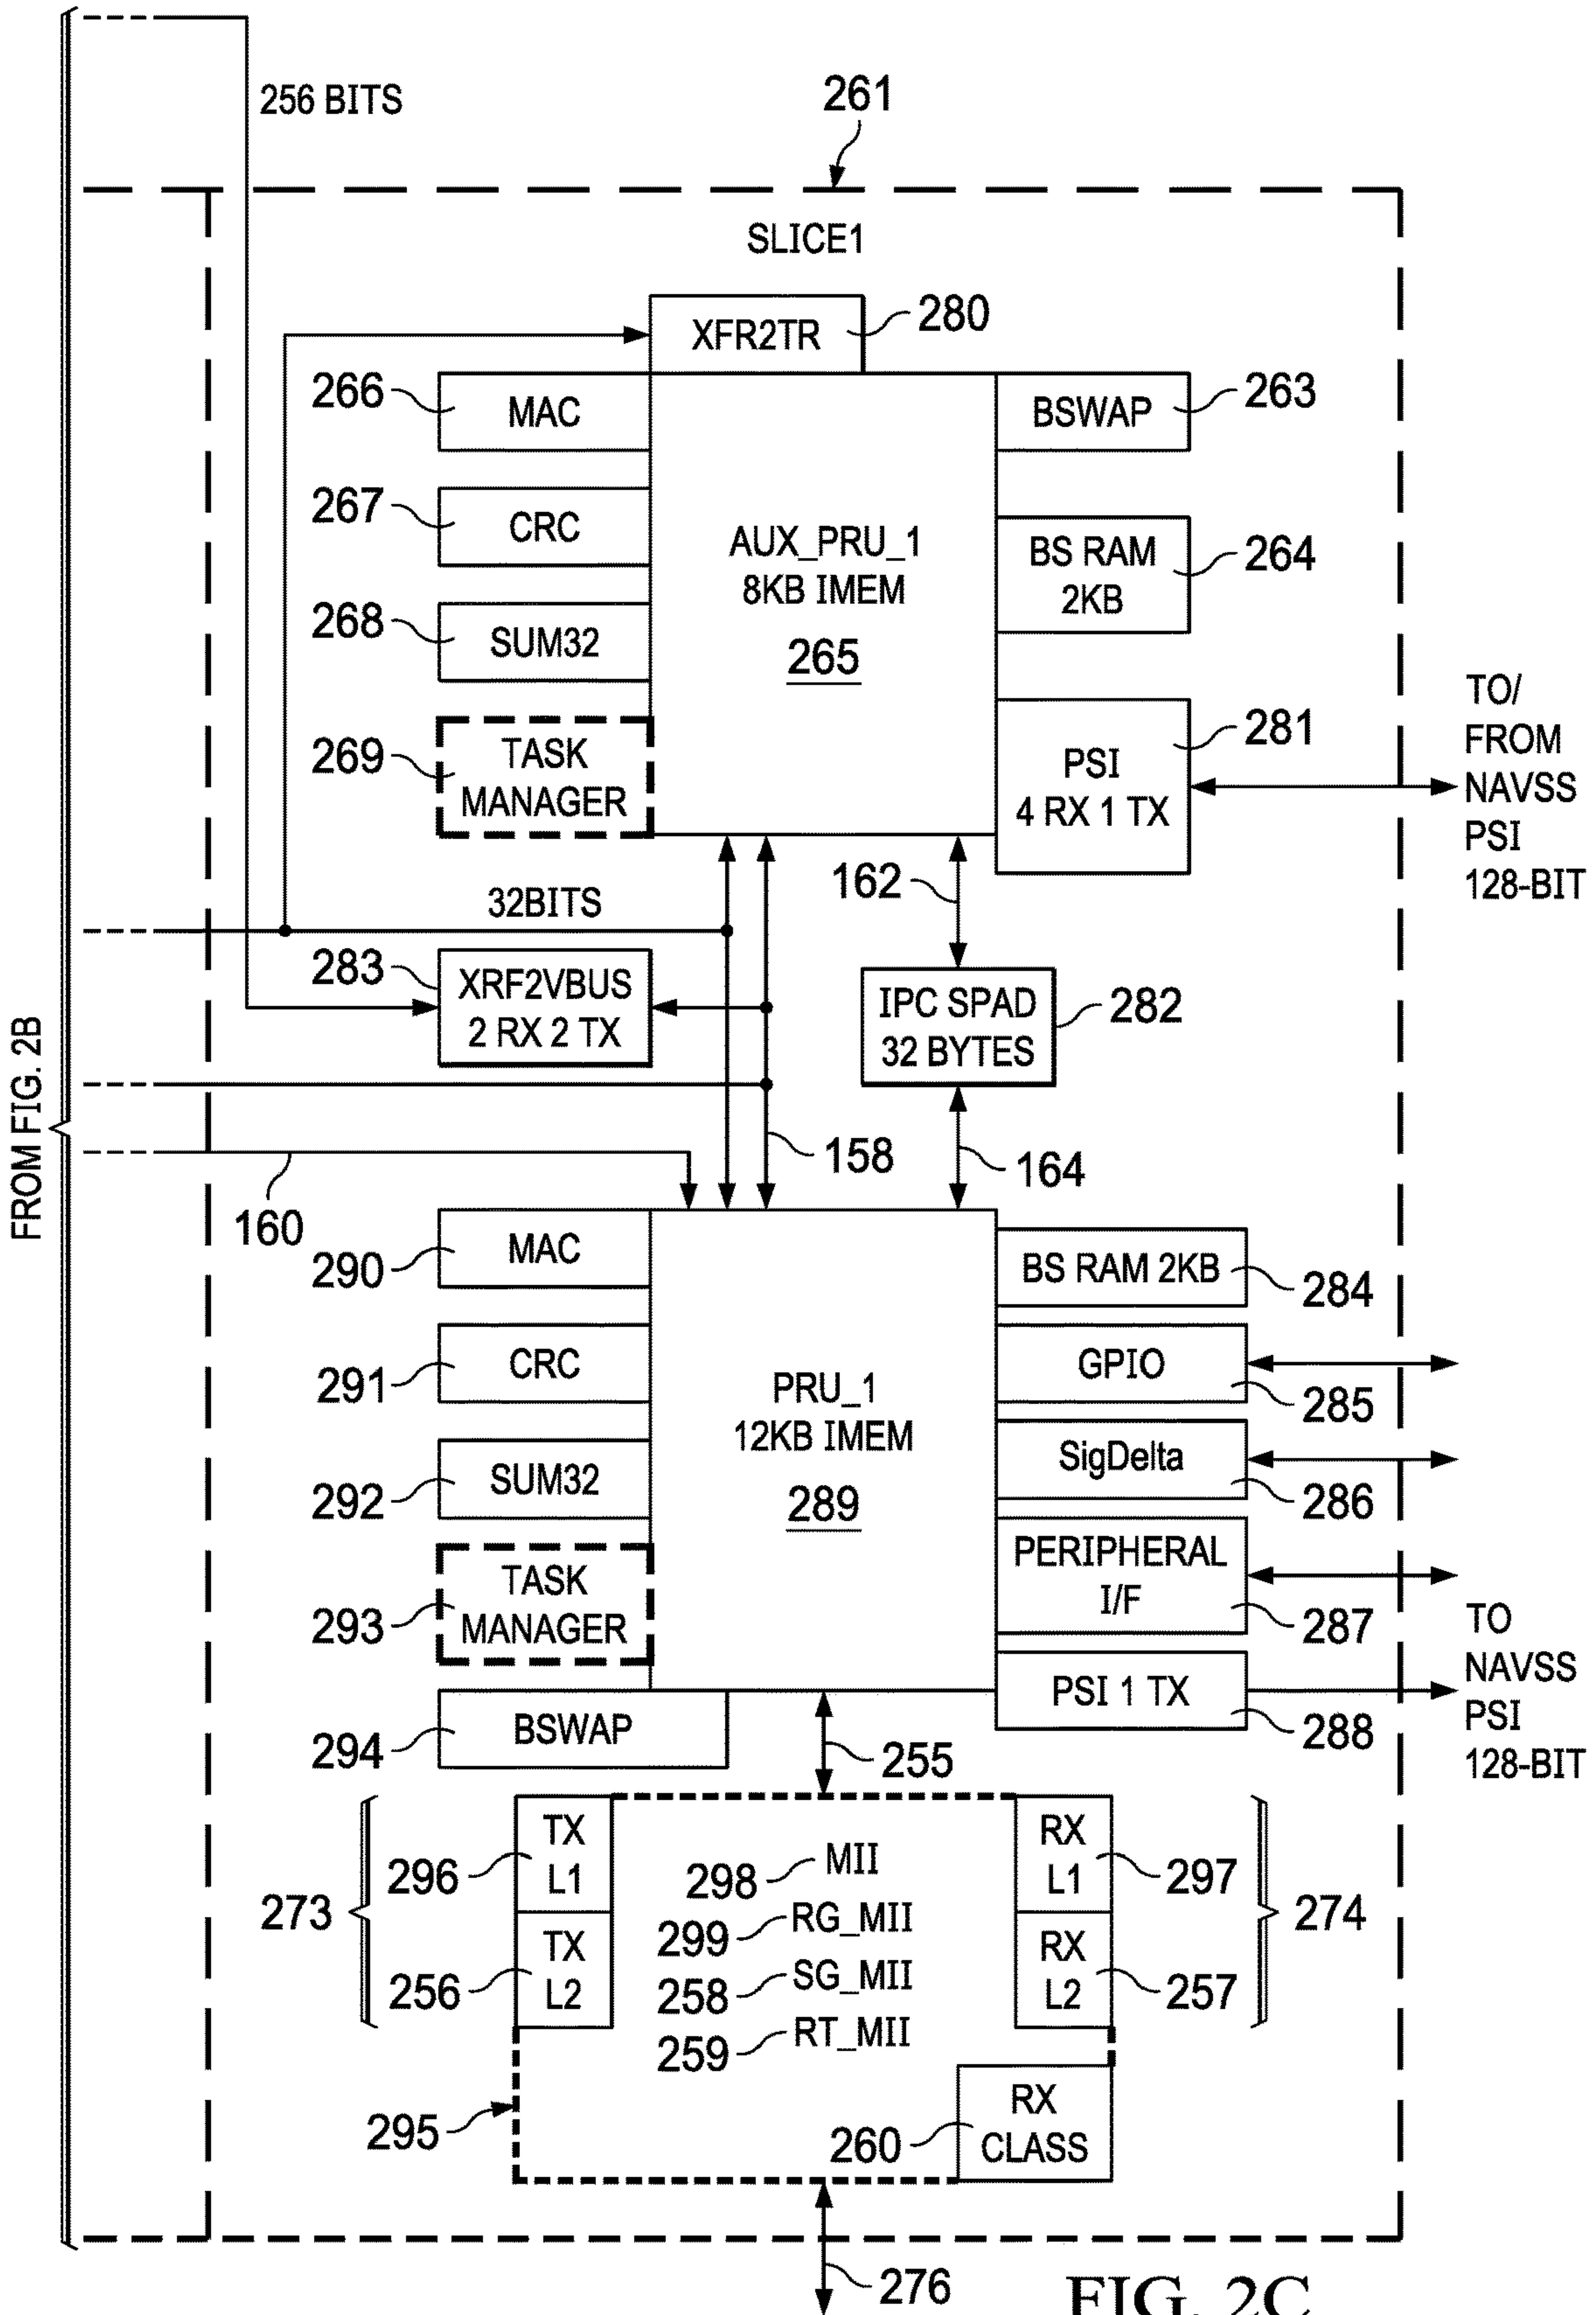 256 BITS
261
SLICE1
XFR2TR
280
266
MAC
BSWAP
263
267
CRC
AUX_PRU_1
8KB IMEM
265
BS RAM
2KB
264
268
SUM32
269
TASK
MANAGER
PSI
4 RX 1 TX
281
TO/
FROM
NAVSS
PSI
128-BIT
162
32BITS
283
XRF2VBUS
2 RX 2 TX
IPC SPAD
32 BYTES
282
FROM FIG. 2B
158
164
160
290
MAC
BS RAM 2KB
284
291
CRC
PRU_1
12KB IMEM
289
GPIO
285
292
SUM32
SigDelta
286
293
TASK
MANAGER
PERIPHERAL
I/F
287
TO
NAVSS
PSI
128-BIT
PSI 1 TX
288
294
BSWAP
255
273
296
TX
L1
256
TX
L2
298
MII
299
RG_MII
258
SG_MII
259
RT_MII
RX
L1
297
RX
L2
257
274
295
260
RX
CLASS
276
FIG. 2C